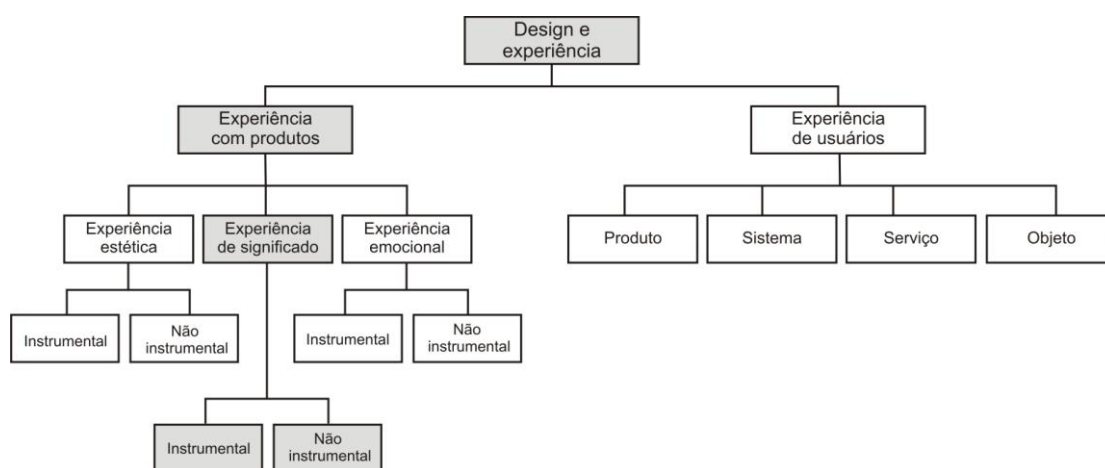 Design e
experiência
Experiência
com produtos
Experiência
de usuários
Experiência
estética
Experiência
de significado
Experiência
emocional
Produto
Sistema
Serviço
Objeto
Instrumental
Não
instrumental
Instrumental
Não
instrumental
Instrumental
Não
instrumental